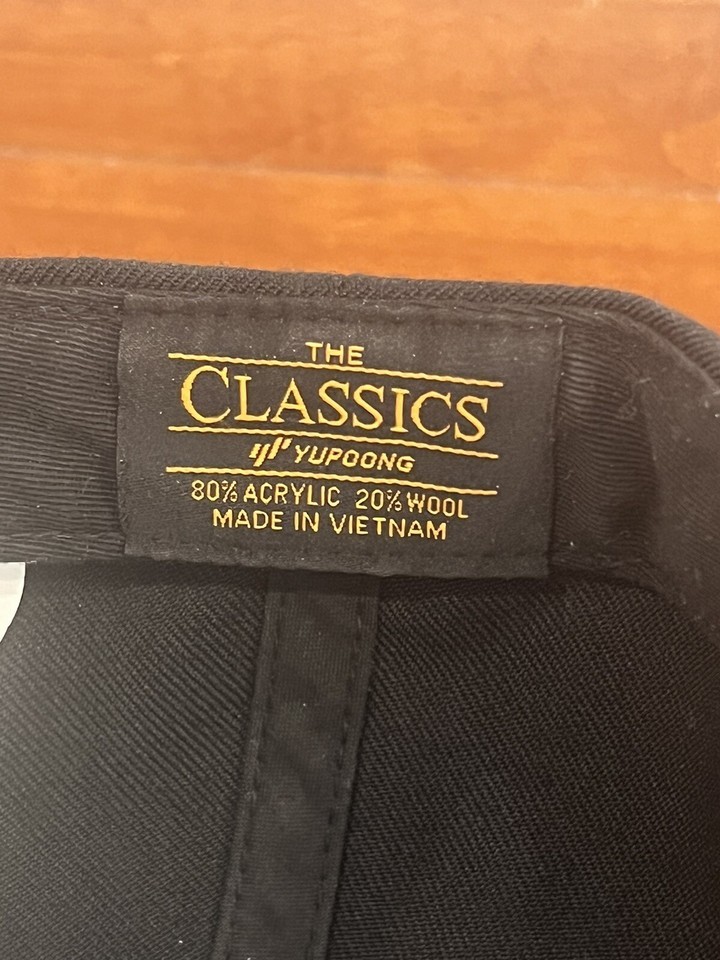 THE
CLASSICS
YUPOONG
80% ACRYLIC 20% WOOL
MADE IN VIETNAM